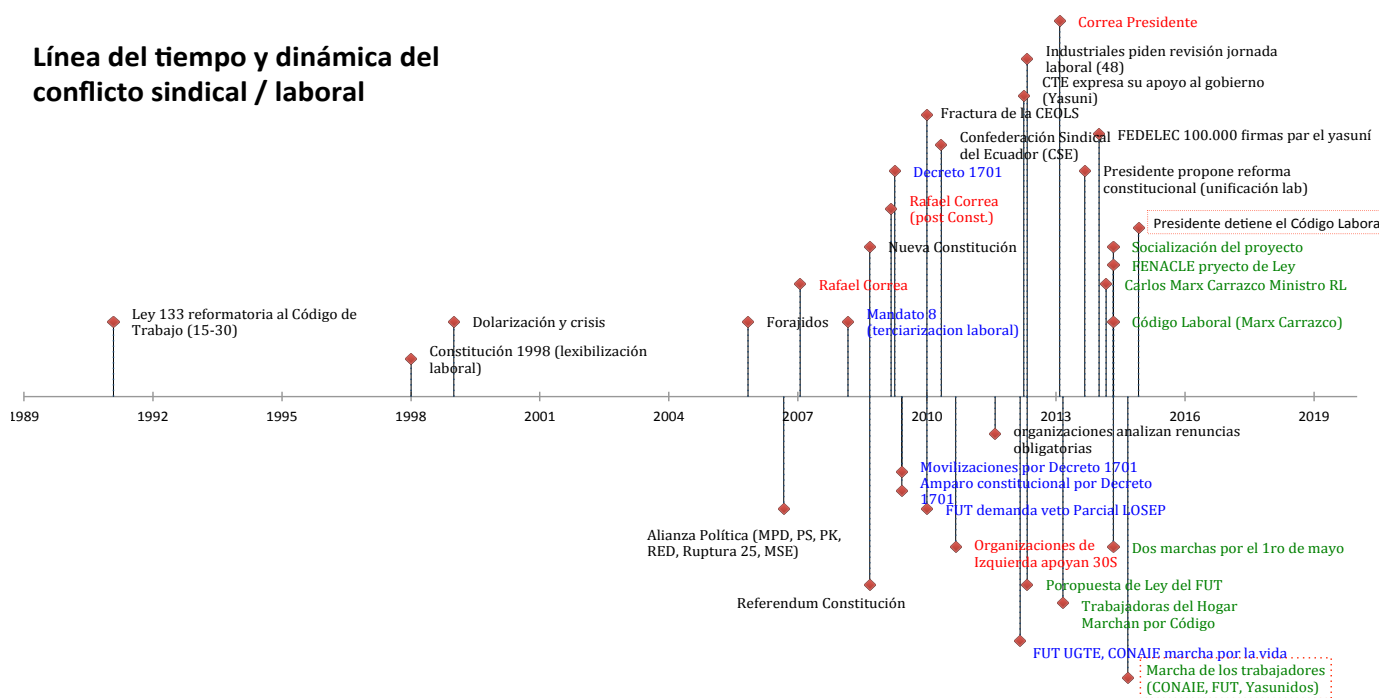 Línea del tiempo y dinámica del
conflicto sindical / laboral
Correa Presidente
Industriales piden revisión jornada
laboral (48)
CTE expresa su apoyo al gobierno
(Yasuni)
Fractura de la CEOLS
FEDELEC 100.000 firmas par el yasuní
Confederación Sindical
del Ecuador (CSE)
Decreto 1701
Presidente propone reforma
constitucional (unificación lab)
Rafael Correa
(post Const.)
Presidente detiene el Código Labora
Nueva Constitución
Socialización del proyecto
FENACLE pryecto de Ley
Rafael Correa
Carlos Marx Carrazco Ministro RL
Ley 133 reformatoria al Código de
Trabajo (15-30)
Dolarización y crisis
Forajidos
Mandato 8
(terciarizacion laboral)
Código Laboral (Marx Carrazco)
Constitución 1998 (lexibilización
laboral)
1989 1992 1995 1998 2001 2004 2007 2010 2013 2016 2019
organizaciones analizan renuncias
obligatorias
Movilizaciones por Decreto 1701
Amparo constitucional por Decreto
1701
FUT demanda veto Parcial LOSEP
Alianza Política (MPD, PS, PK,
RED, Ruptura 25, MSE)
Organizaciones de
Izquierda apoyan 30S
Dos marchas por el 1ro de mayo
Poropuesta de Ley del FUT
Referendum Constitución
Trabajadoras del Hogar
Marchan por Código
FUT UGTE, CONAIE marcha por la vida
Marcha de los trabajadores
(CONAIE, FUT, Yasunidos)